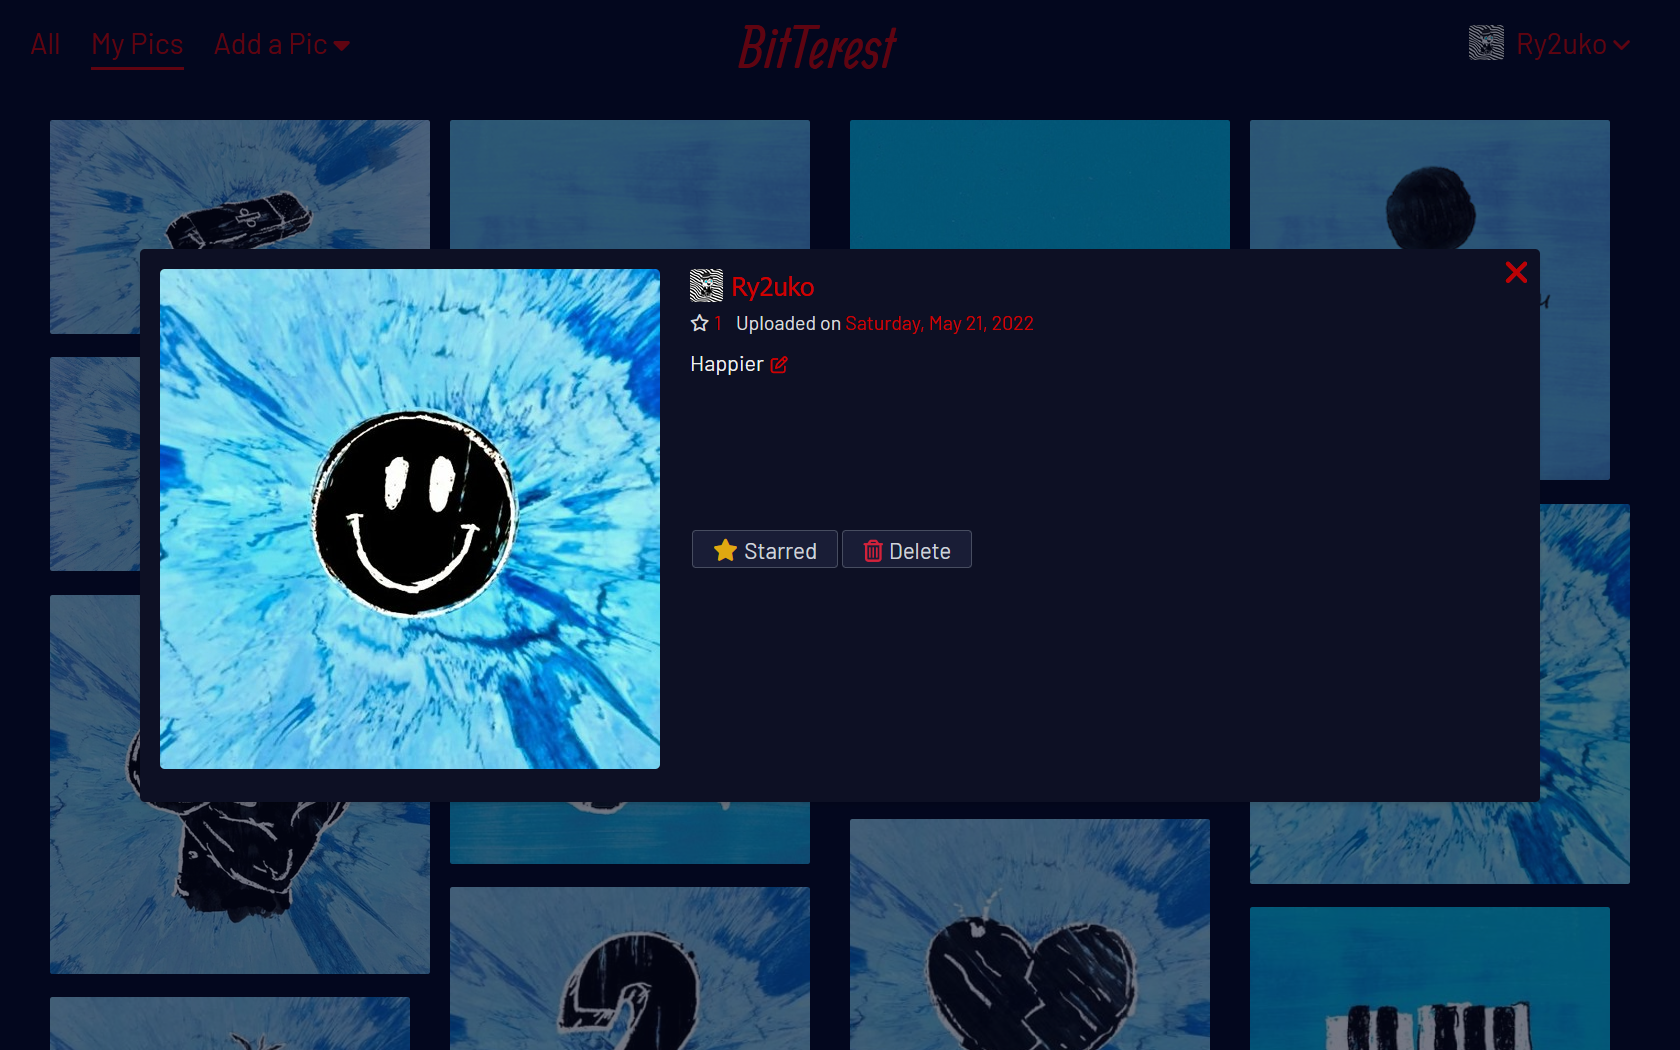 All
My Pics
Add a Pic
BitTerest
Ry2uko
Ry2uko
1 Uploaded on Saturday, May 21, 2022
Happier
Starred
Delete